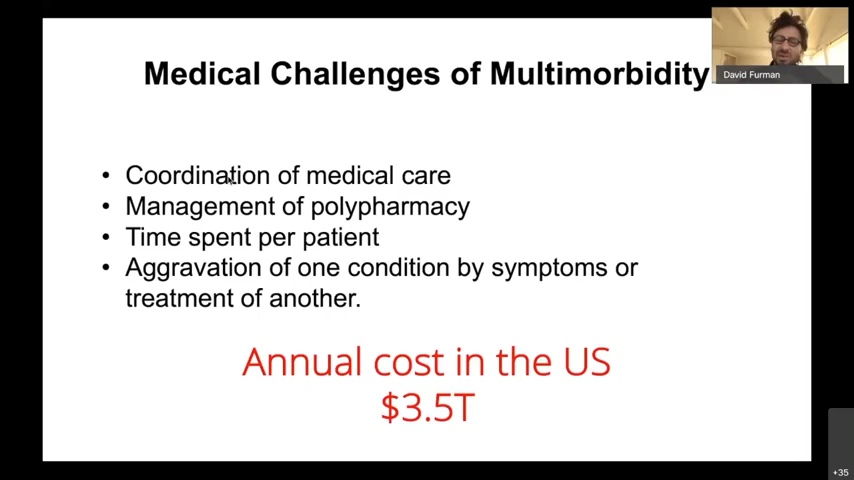 Medical Challenges of Multimorbidity
David Furman
• Coordination of medical care
• Management of polypharmacy
• Time spent per patient
• Aggravation of one condition by symptoms or
treatment of another.
Annual cost in the US
$3.5T
+35